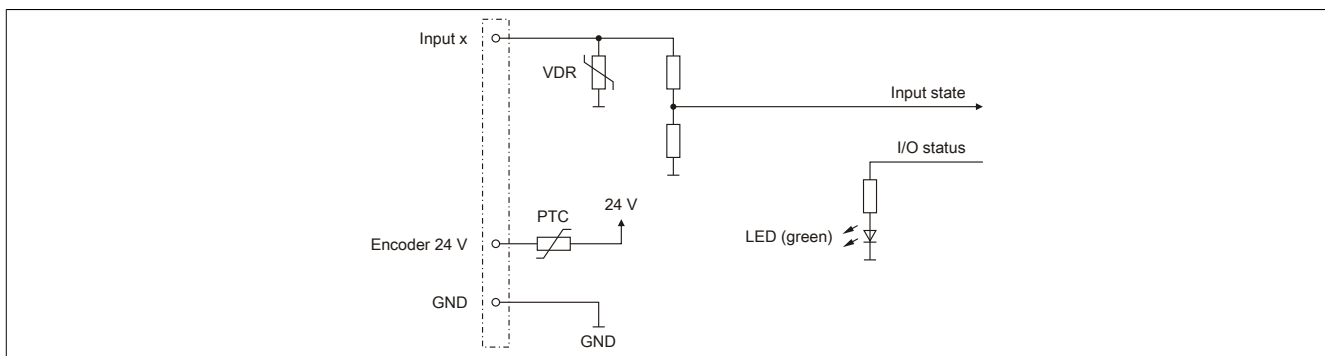 Input x
VDR
Input state
I/O status
24 V
PTC
LED (green)
Encoder 24 V
GND
GND